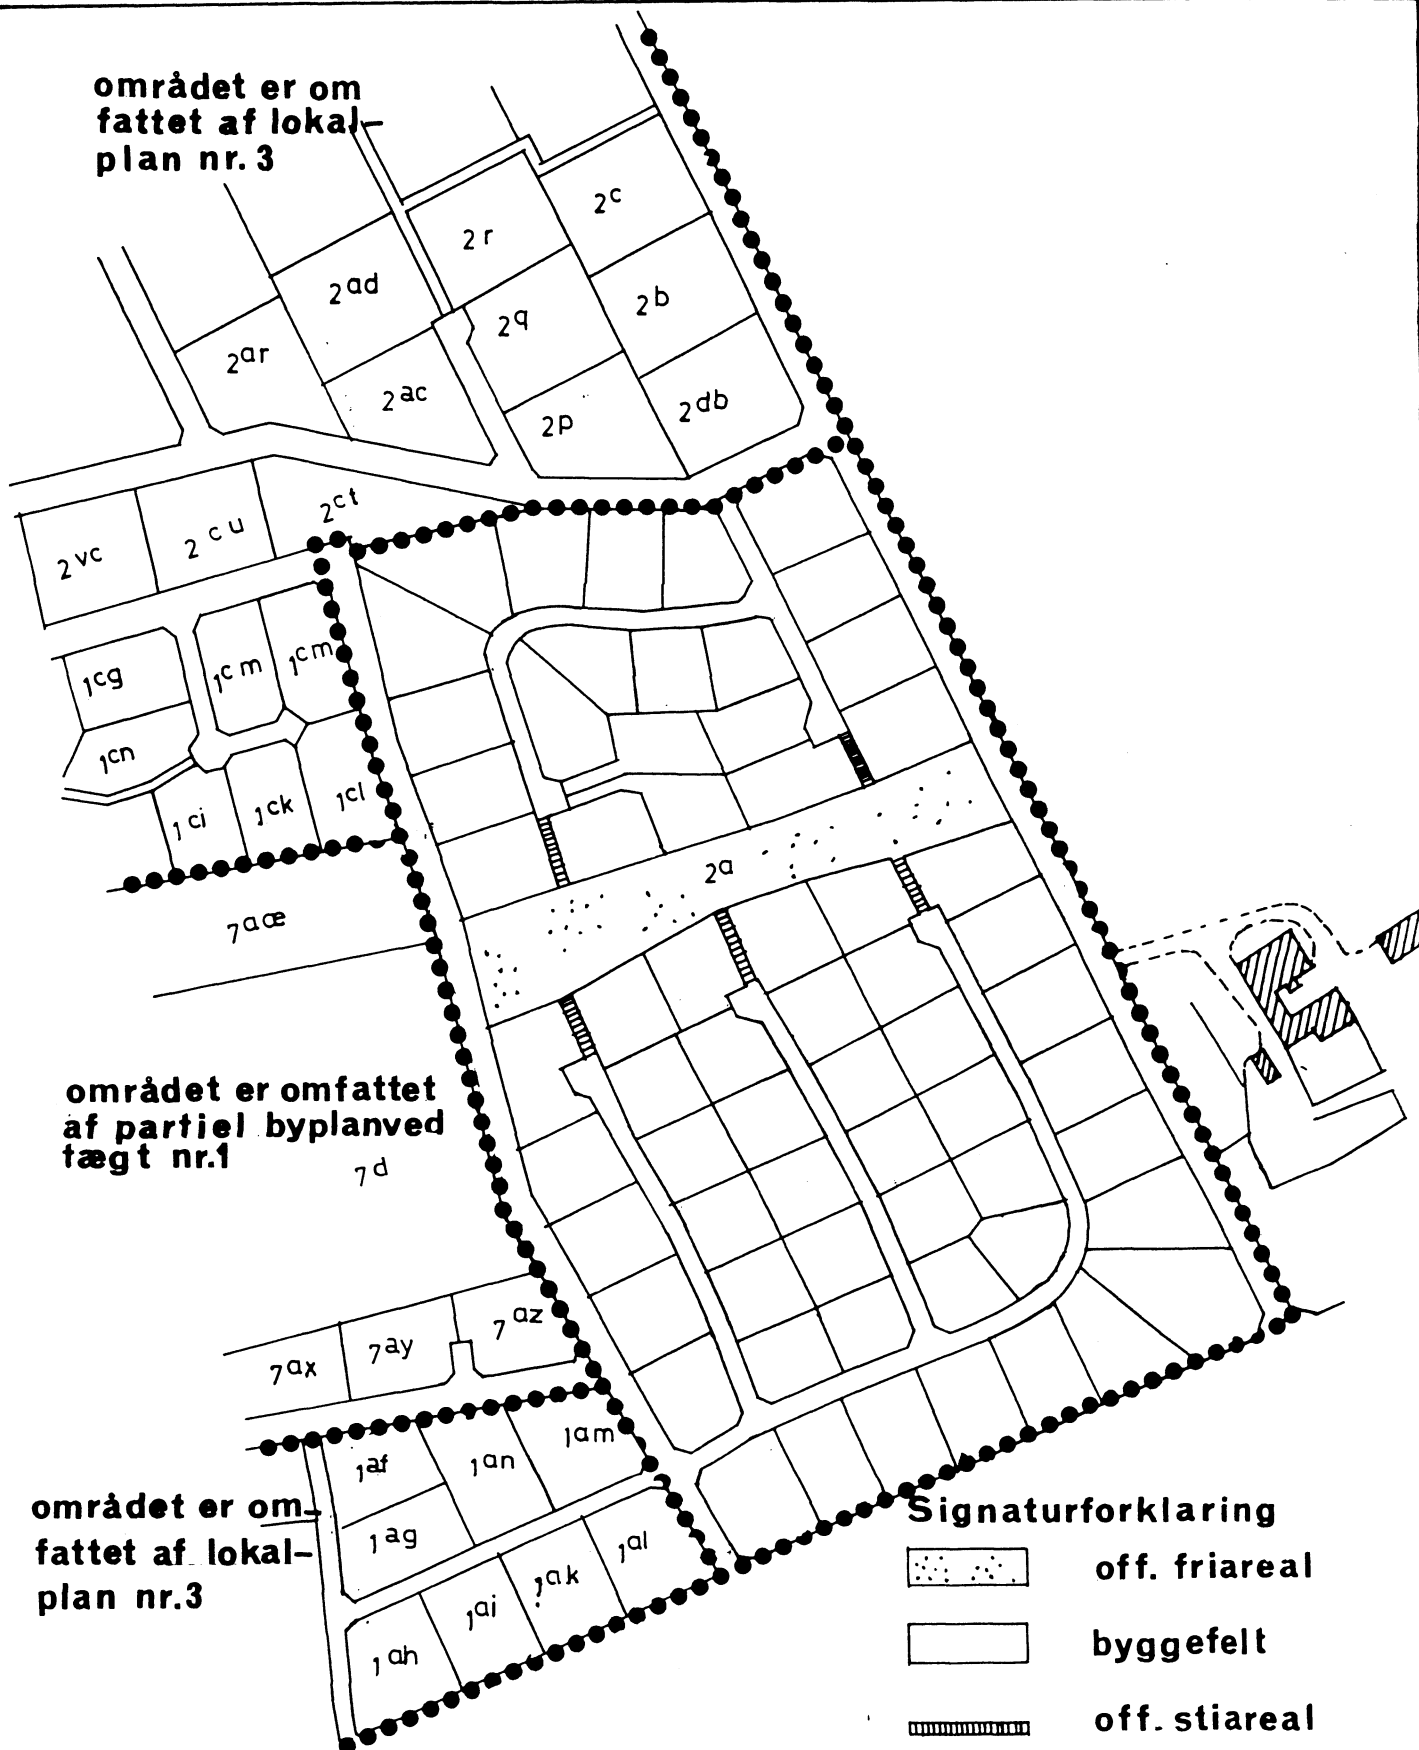 området er om
fattet af lokal-
plan nr. 3
2c
2r
2ad
2b
2q
2ar
2ac
2db
2p
2ct
2cu
2vc
1cm
1cm
1cg
1cn
1cl
1ck
1ci
2a
7aæ
området er omfattet
af partiel byplanved
tægt nr.1
7d
7az
7ay
7ax
1am
1an
1af
området er om-
fattet af lokal-
plan nr.3
1ag
1al
1ak
1ai
1ah
Signaturforklaring
off. friareal
byggefelt
off. stiareal